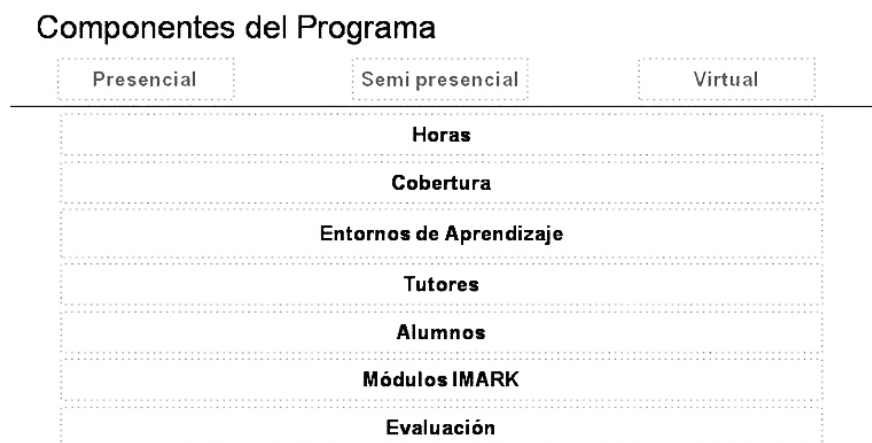 Componentes del Programa
Presencial Semi presencial Virtual
Horas
Cobertura
Entornos de Aprendizaje
Tutores
Alumnos
Módulos IMARK
Evaluación